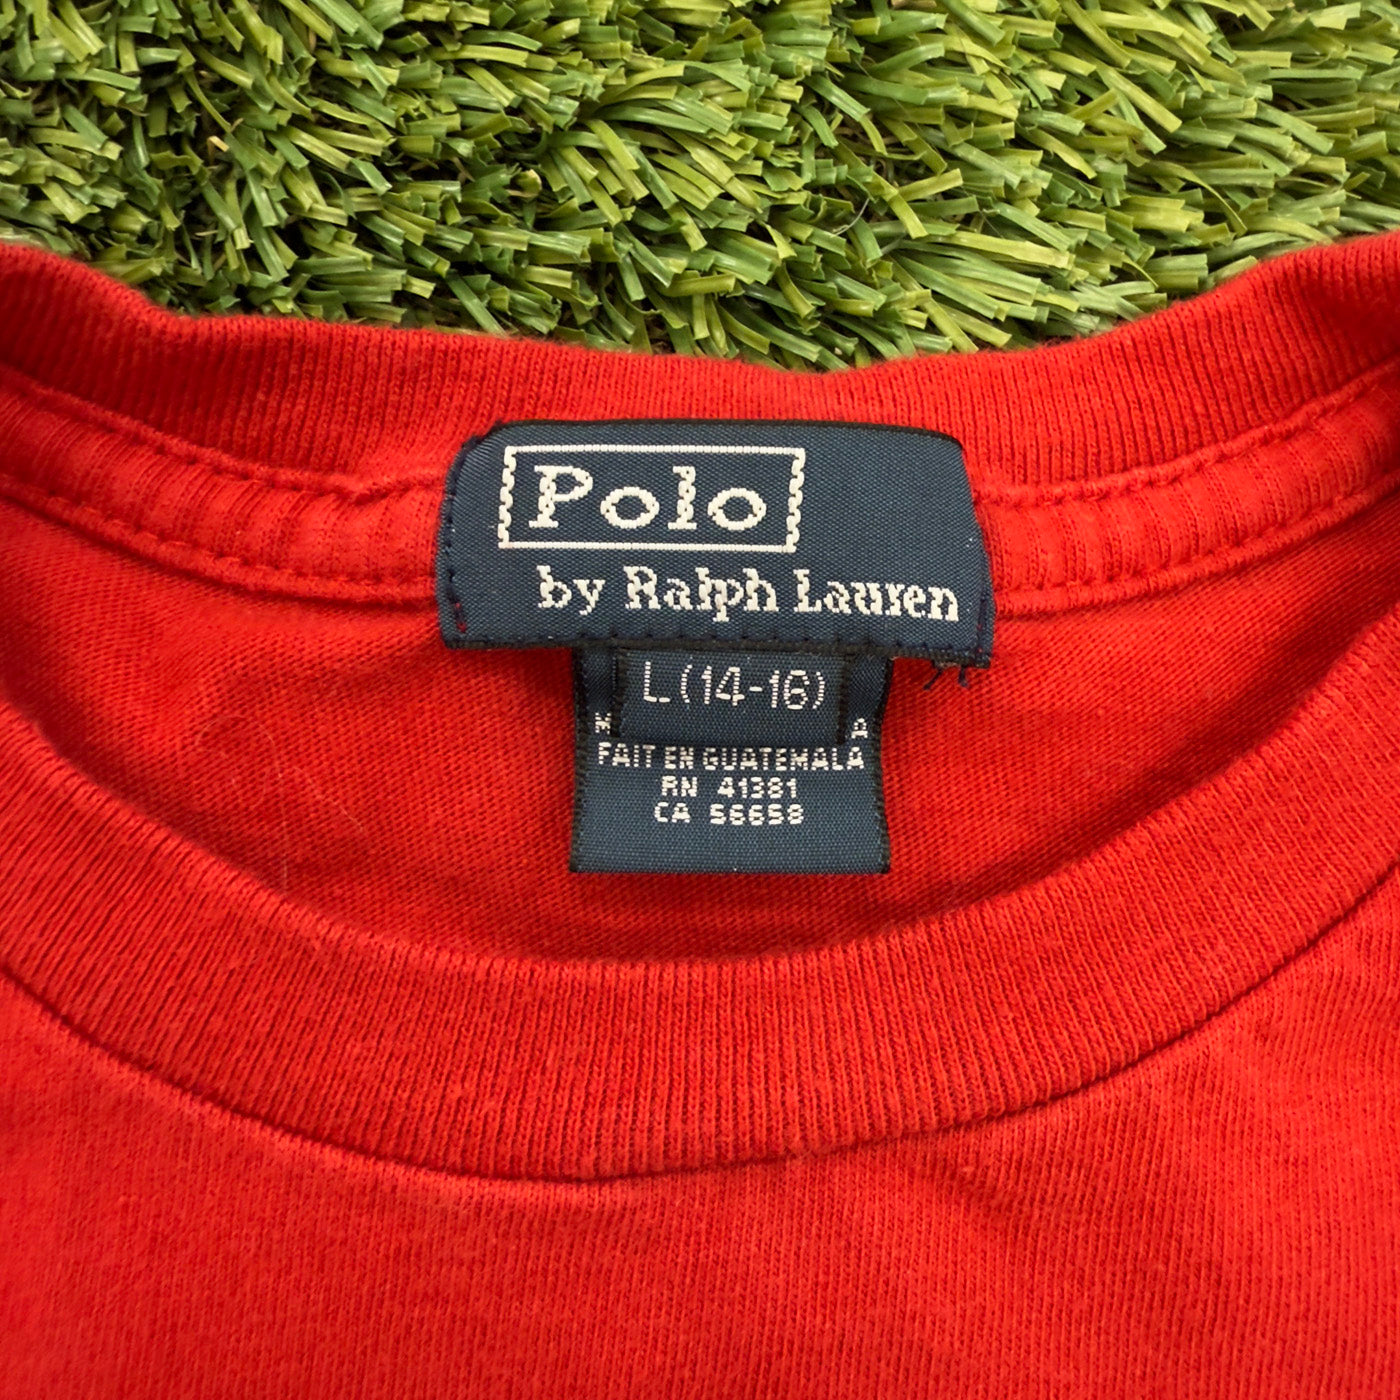 Polo
by Ralph Lauren
L (14-16)
M A
FAIT EN GUATEMALA
RN 41381
CA 56658